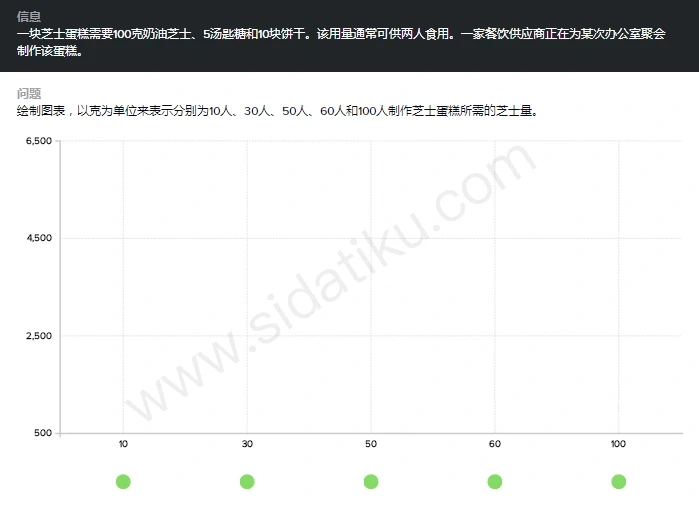 信息
一块芝士蛋糕需要100克奶油芝士、5汤匙糖和10块饼干。该用量通常可供两人食用。一家餐饮供应商正在为某次办公室聚会
制作该蛋糕。
问题
绘制图表，以克为单位来表示分别为10人、30人、50人、60人和100人制作芝士蛋糕所需的芝士量。
6,500
4,500
2,500
500
10 30 50 60 100
www.sidatiku.com